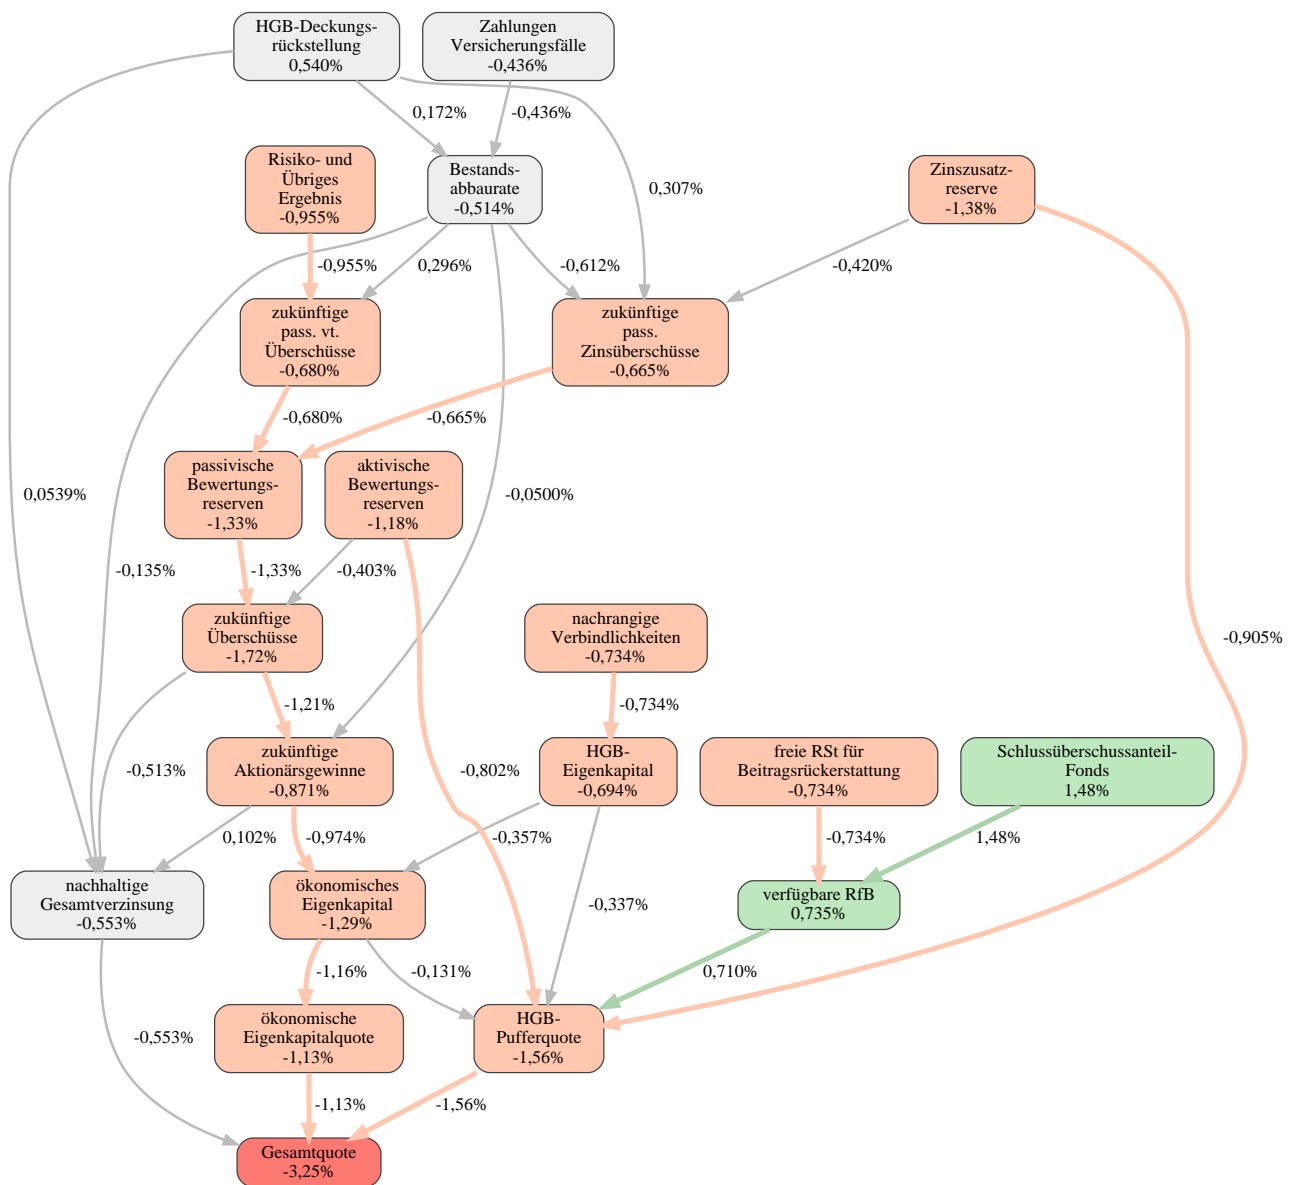 HGB-Deckungs-
rückstellung
0,540%
Zahlungen
Versicherungsfälle
-0,436%
0,172%
-0,436%
Risiko- und
Übriges
Ergebnis
-0,955%
Bestands-
abbaurate
-0,514%
0,307%
Zinszusatz-
reserve
-1,38%
-0,955%
0,296%
-0,612%
-0,420%
zukünftige
pass. vt.
Überschüsse
-0,680%
zukünftige
pass.
Zinsüberschüsse
-0,665%
-0,680%
-0,665%
passivische
Bewertungs-
reserven
-1,33%
aktivische
Bewertungs-
reserven
-1,18%
0,0539%
-0,0500%
-0,135%
-1,33%
-0,403%
zukünftige
Überschüsse
-1,72%
nachrangige
Verbindlichkeiten
-0,734%
-0,905%
-1,21%
-0,734%
zukünftige
Aktionärsgewinne
-0,871%
HGB-
Eigenkapital
-0,694%
freie RSt für
Beitragsrückerstattung
-0,734%
Schlussüberschussanteil-
Fonds
1,48%
-0,513%
-0,802%
0,102%
-0,974%
-0,357%
-0,734%
1,48%
nachhaltige
Gesamtverzinsung
-0,553%
ökonomisches
Eigenkapital
-1,29%
verfügbare RfB
0,735%
-0,337%
-1,16%
-0,131%
0,710%
ökonomische
Eigenkapitalquote
-1,13%
HGB-
Pufferquote
-1,56%
-0,553%
-1,13%
-1,56%
Gesamtquote
-3,25%